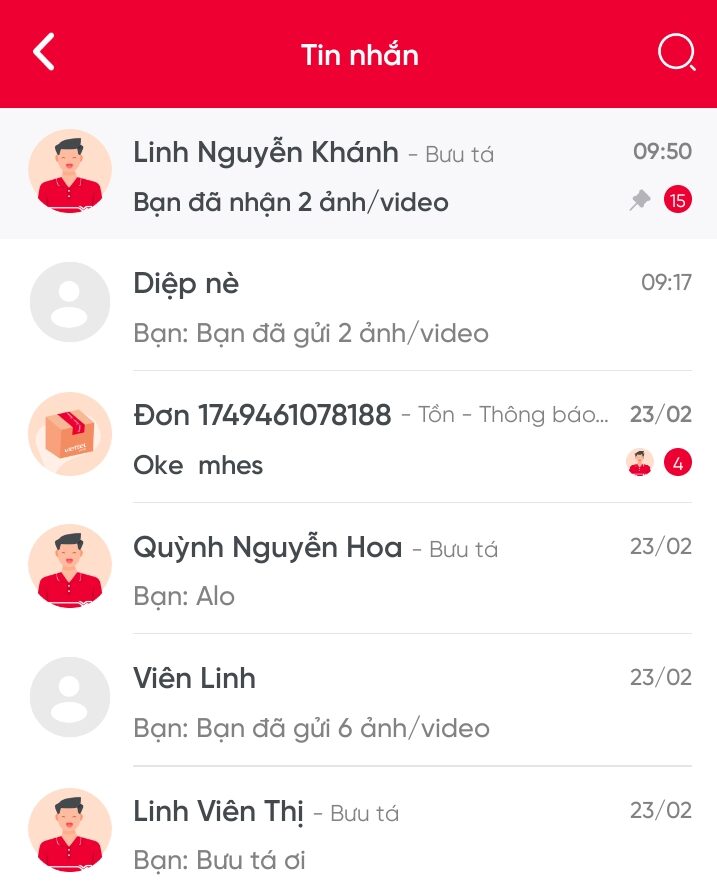 Tin nhắn
Linh Nguyễn Khánh - Bưu tá 09:50
Bạn đã nhận 2 ảnh/video 15
Diệp nè 09:17
Bạn: Bạn đã gửi 2 ảnh/video
Đơn 1749461078188 - Tồn - Thông báo... 23/02
viettel
Oke mhes 4
Quỳnh Nguyễn Hoa - Bưu tá 23/02
Bạn: Alo
Viên Linh 23/02
Bạn: Bạn đã gửi 6 ảnh/video
Linh Viên Thị - Bưu tá 23/02
Bạn: Bưu tá ơi